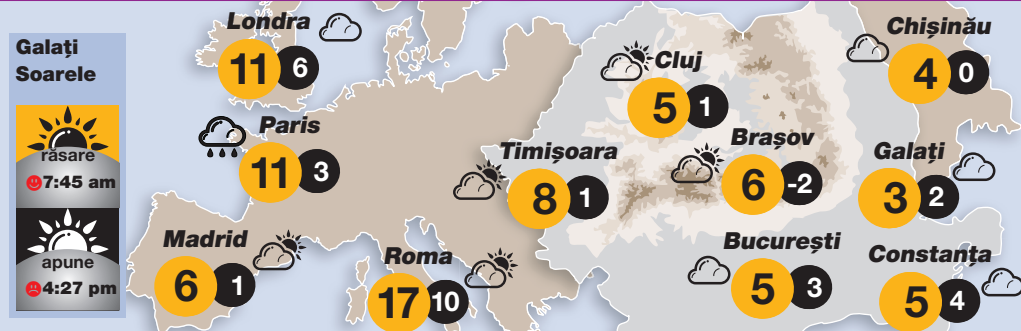 Galați
Soarele
răsare
7:45 am
apune
4:27 pm
Londra
11 6
Paris
11 3
Madrid
6 1
Roma
17 10
Timișoara
8 1
Cluj
5 1
Brașov
6 -2
București
5 3
Chișinău
4 0
Galați
3 2
Constanța
5 4